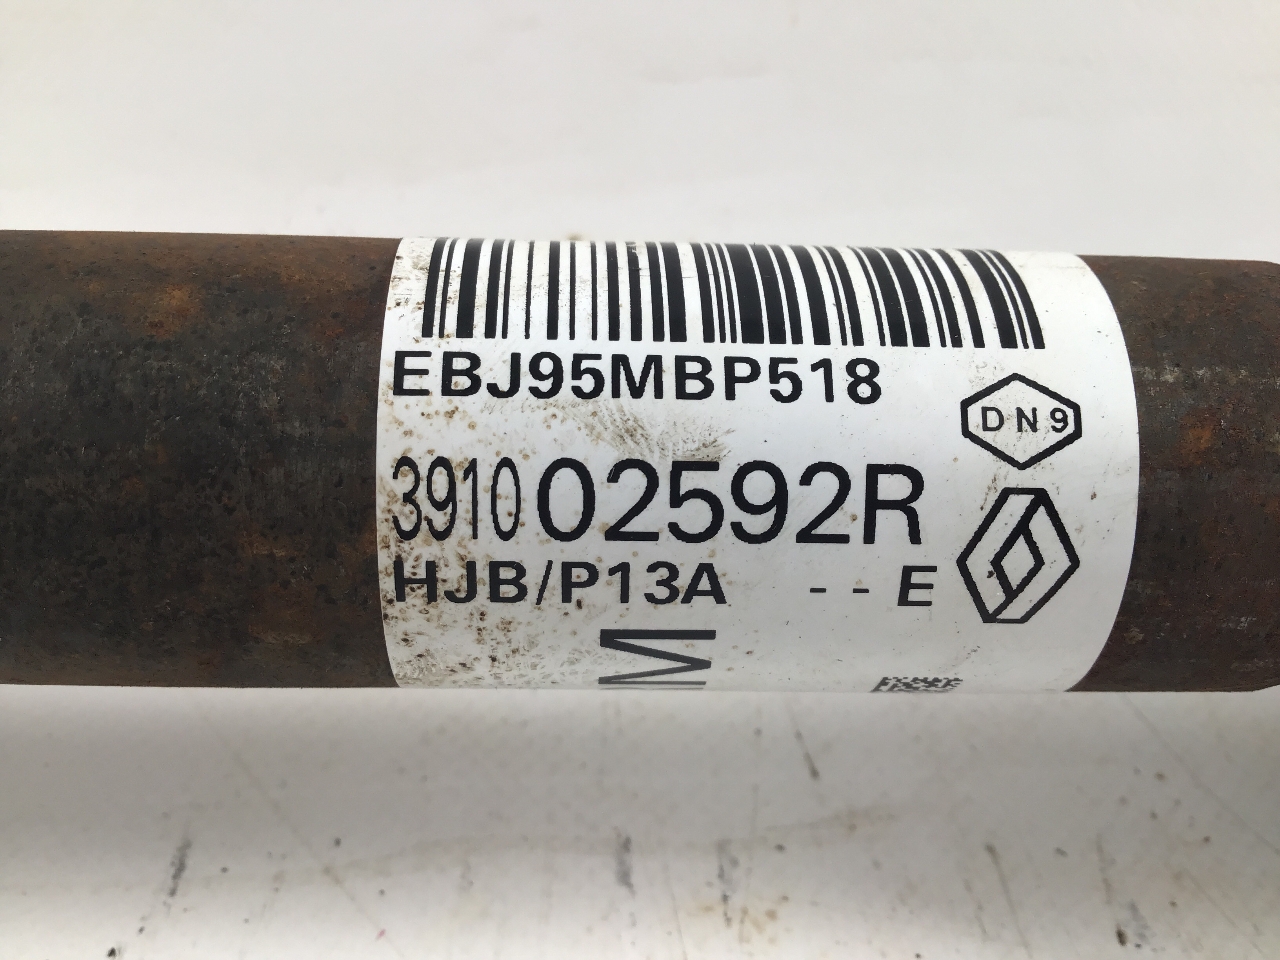 EBJ95MBP518
DN9
391002592R
HJB/P13A -- E
M